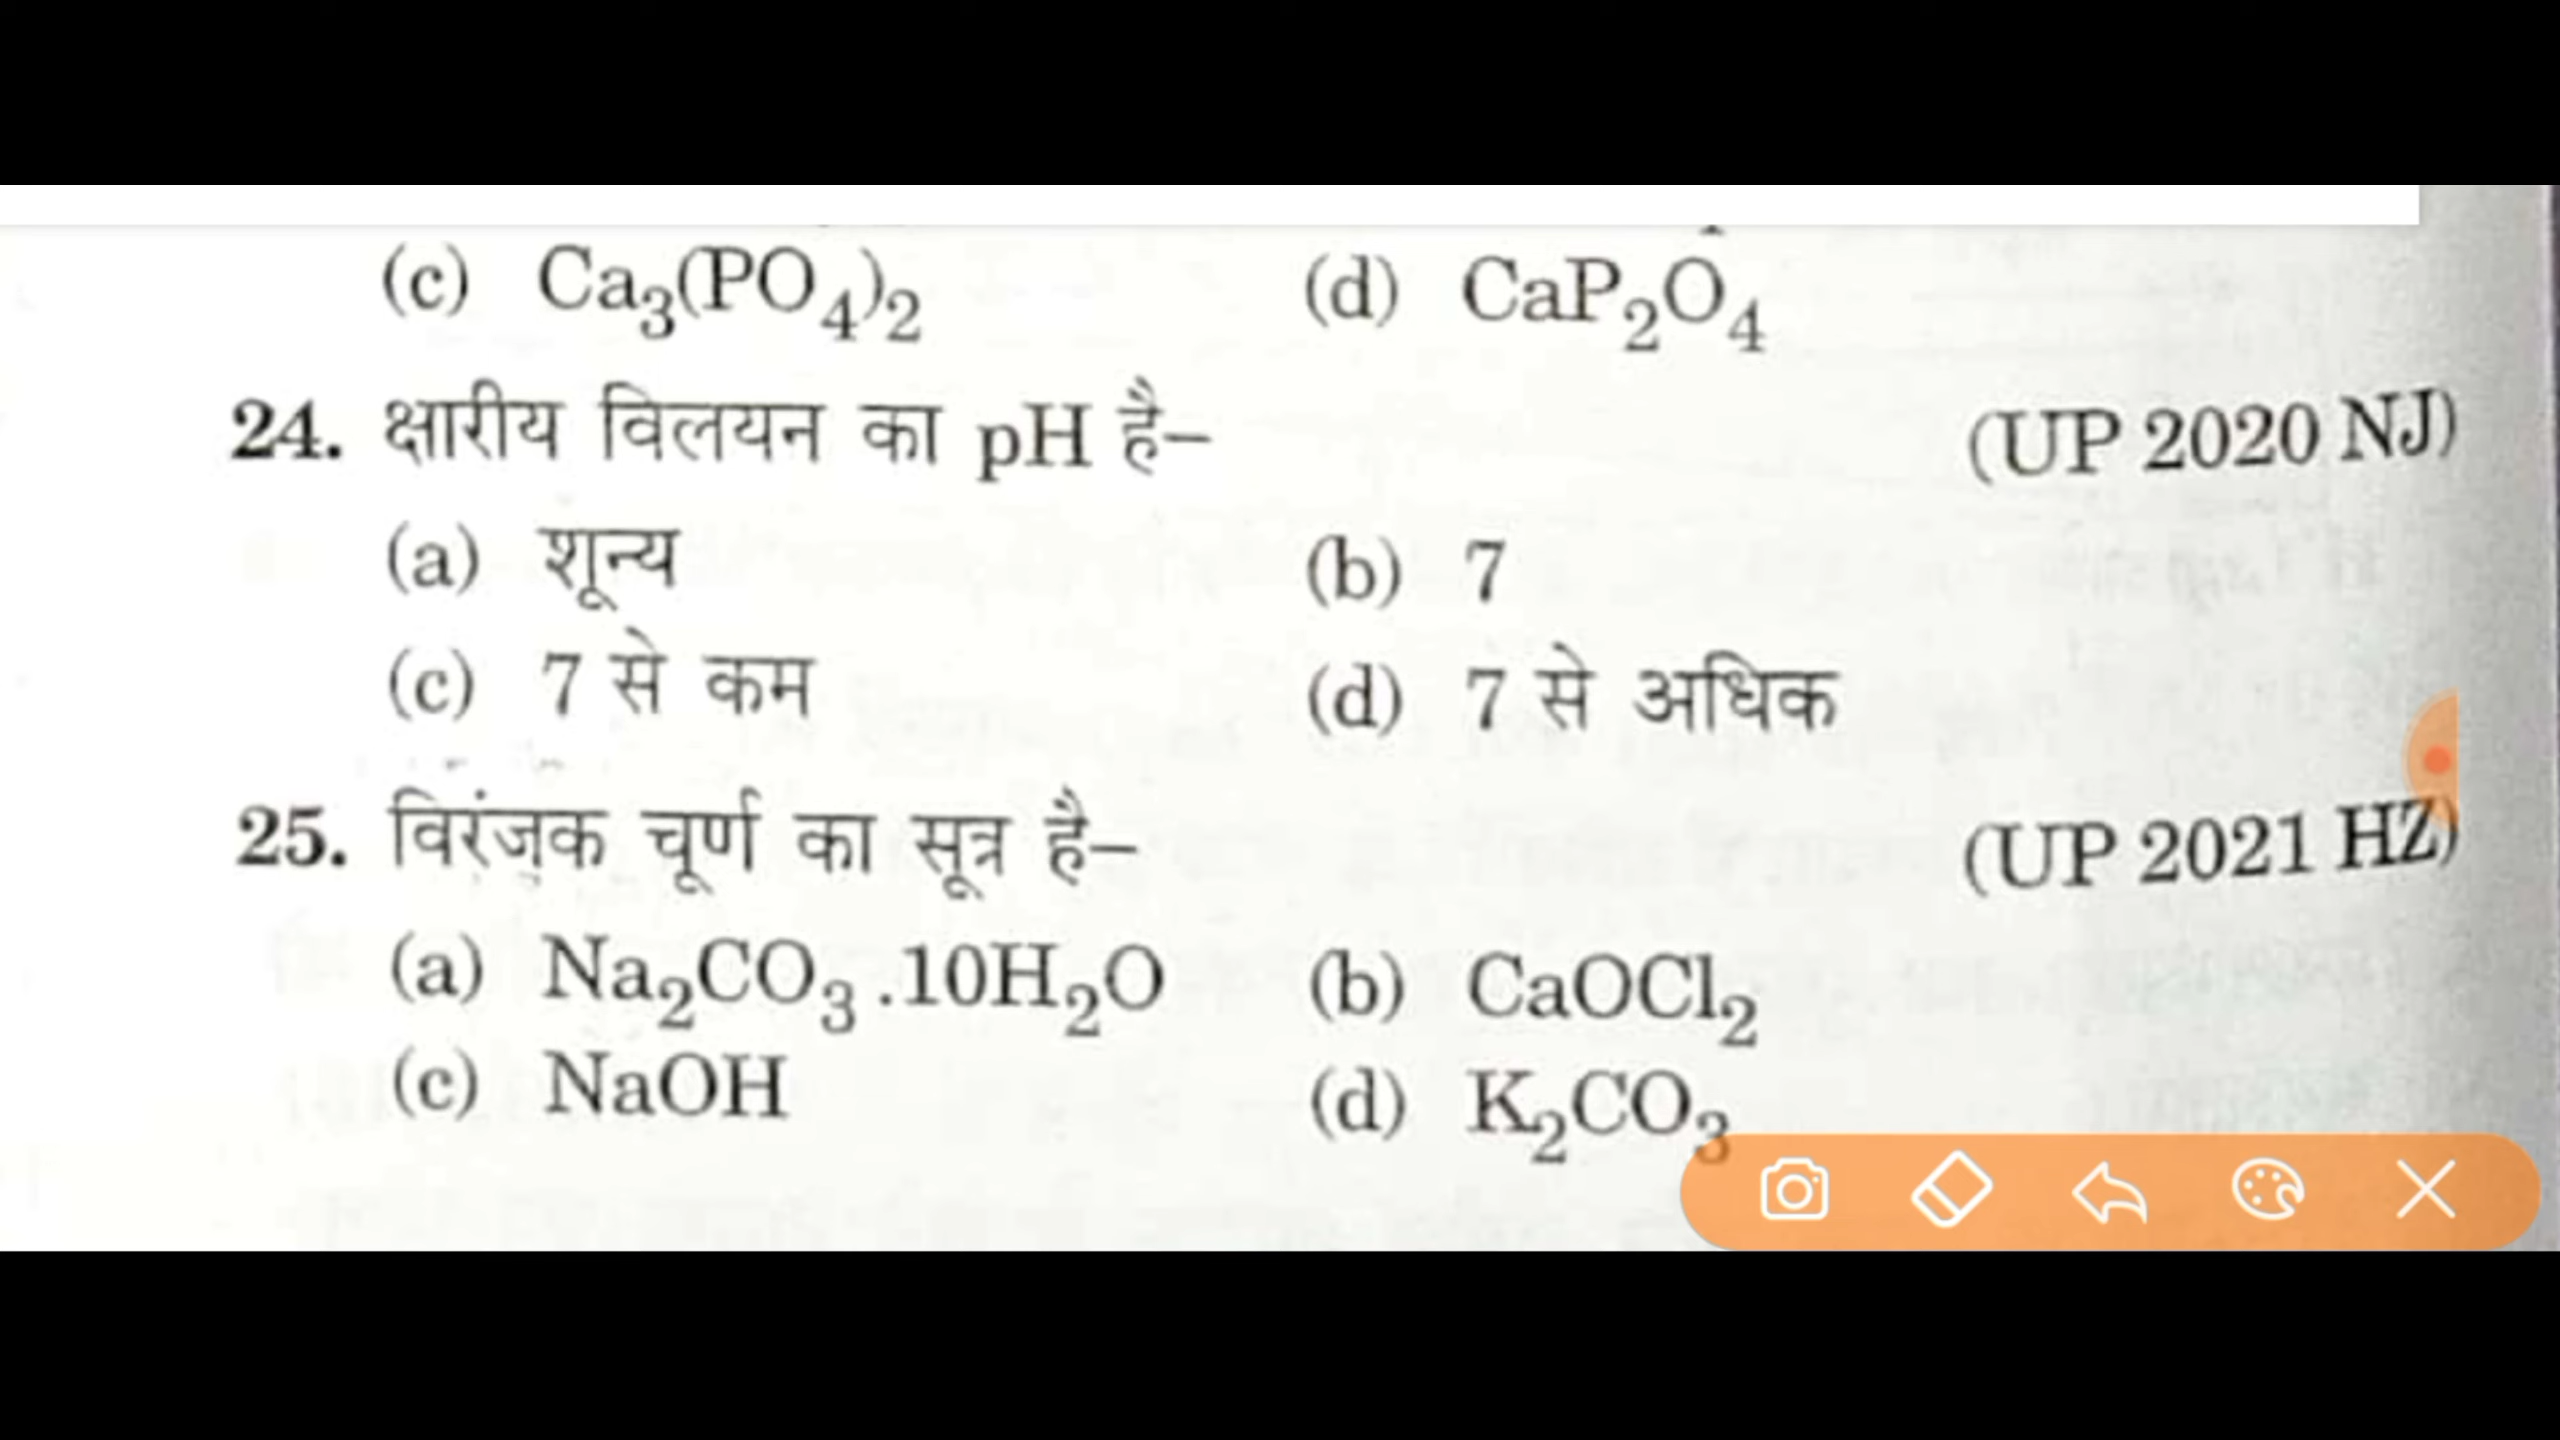 (c) Ca₃(PO₄)₂ (d) CaP₂O₄
24. क्षारीय विलयन का pH है– (UP 2020 NJ)
(a) शून्य (b) 7
(c) 7 से कम (d) 7 से अधिक
25. विरंजक चूर्ण का सूत्र है– (UP 2021 HZ)
(a) Na₂CO₃.10H₂O (b) CaOCl₂
(c) NaOH (d) K₂CO₃